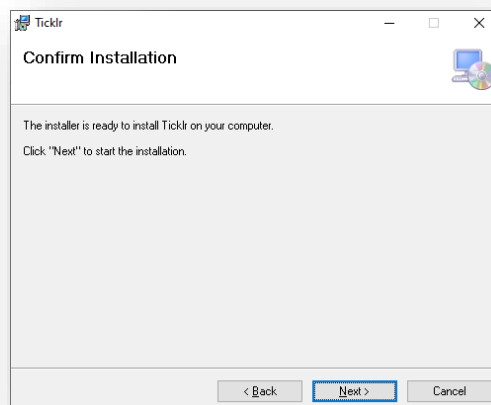 Ticklr
Confirm Installation
The installer is ready to install Ticklr on your computer.
Click "Next" to start the installation.
< Back
Next >
Cancel